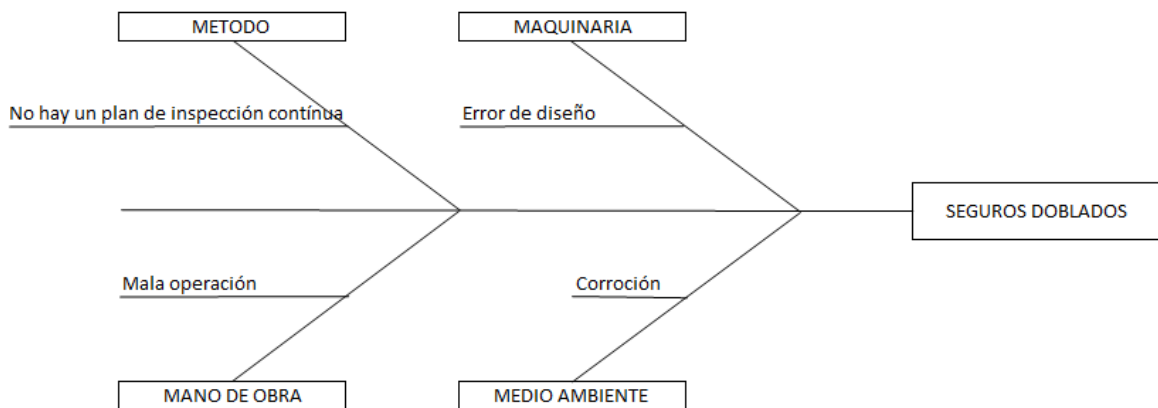 METODO
MAQUINARIA
No hay un plan de inspección contínua
Error de diseño
SEGUROS DOBLADOS
Mala operación
Corroción
MANO DE OBRA
MEDIO AMBIENTE